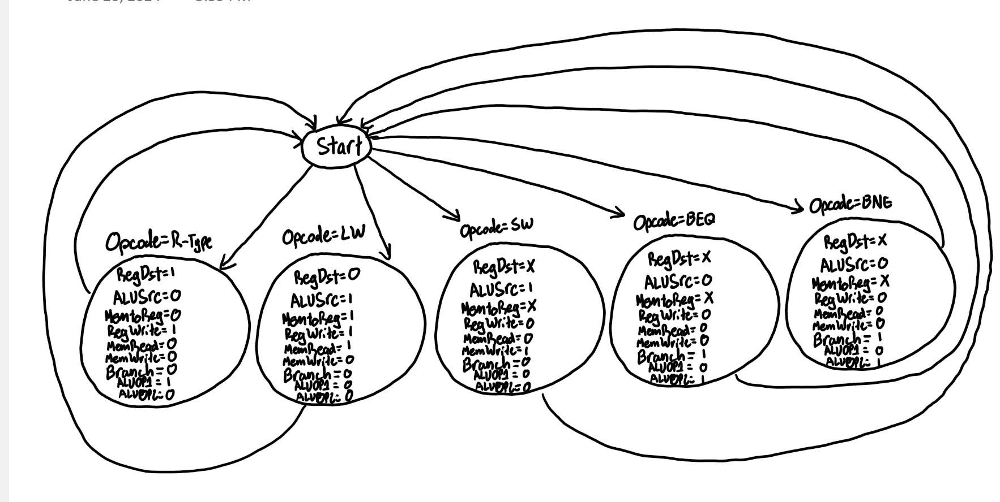 Start
Opcode=R-Type
RegDst=1
ALUSrc=0
MemtoReg=0
RegWrite=1
MemRead=0
MemWrite=0
Branch=0
ALUOP1=1
ALUOP2=0
Opcode=LW
RegDst=0
ALUSrc=1
MemtoReg=1
RegWrite=1
MemRead=1
MemWrite=0
Branch=0
ALUOP1=0
ALUOP2=0
Opcode=SW
RegDst=X
ALUSrc=1
MemtoReg=X
RegWrite=0
MemRead=0
MemWrite=1
Branch=0
ALUOP1=0
ALUOP2=0
Opcode=BEQ
RegDst=X
ALUSrc=0
MemtoReg=X
RegWrite=0
MemRead=0
MemWrite=0
Branch=1
ALUOP1=0
ALUOP2=1
Opcode=BNE
RegDst=X
ALUSrc=0
MemtoReg=X
RegWrite=0
MemRead=0
MemWrite=0
Branch=1
ALUOP1=0
ALUOP2=1